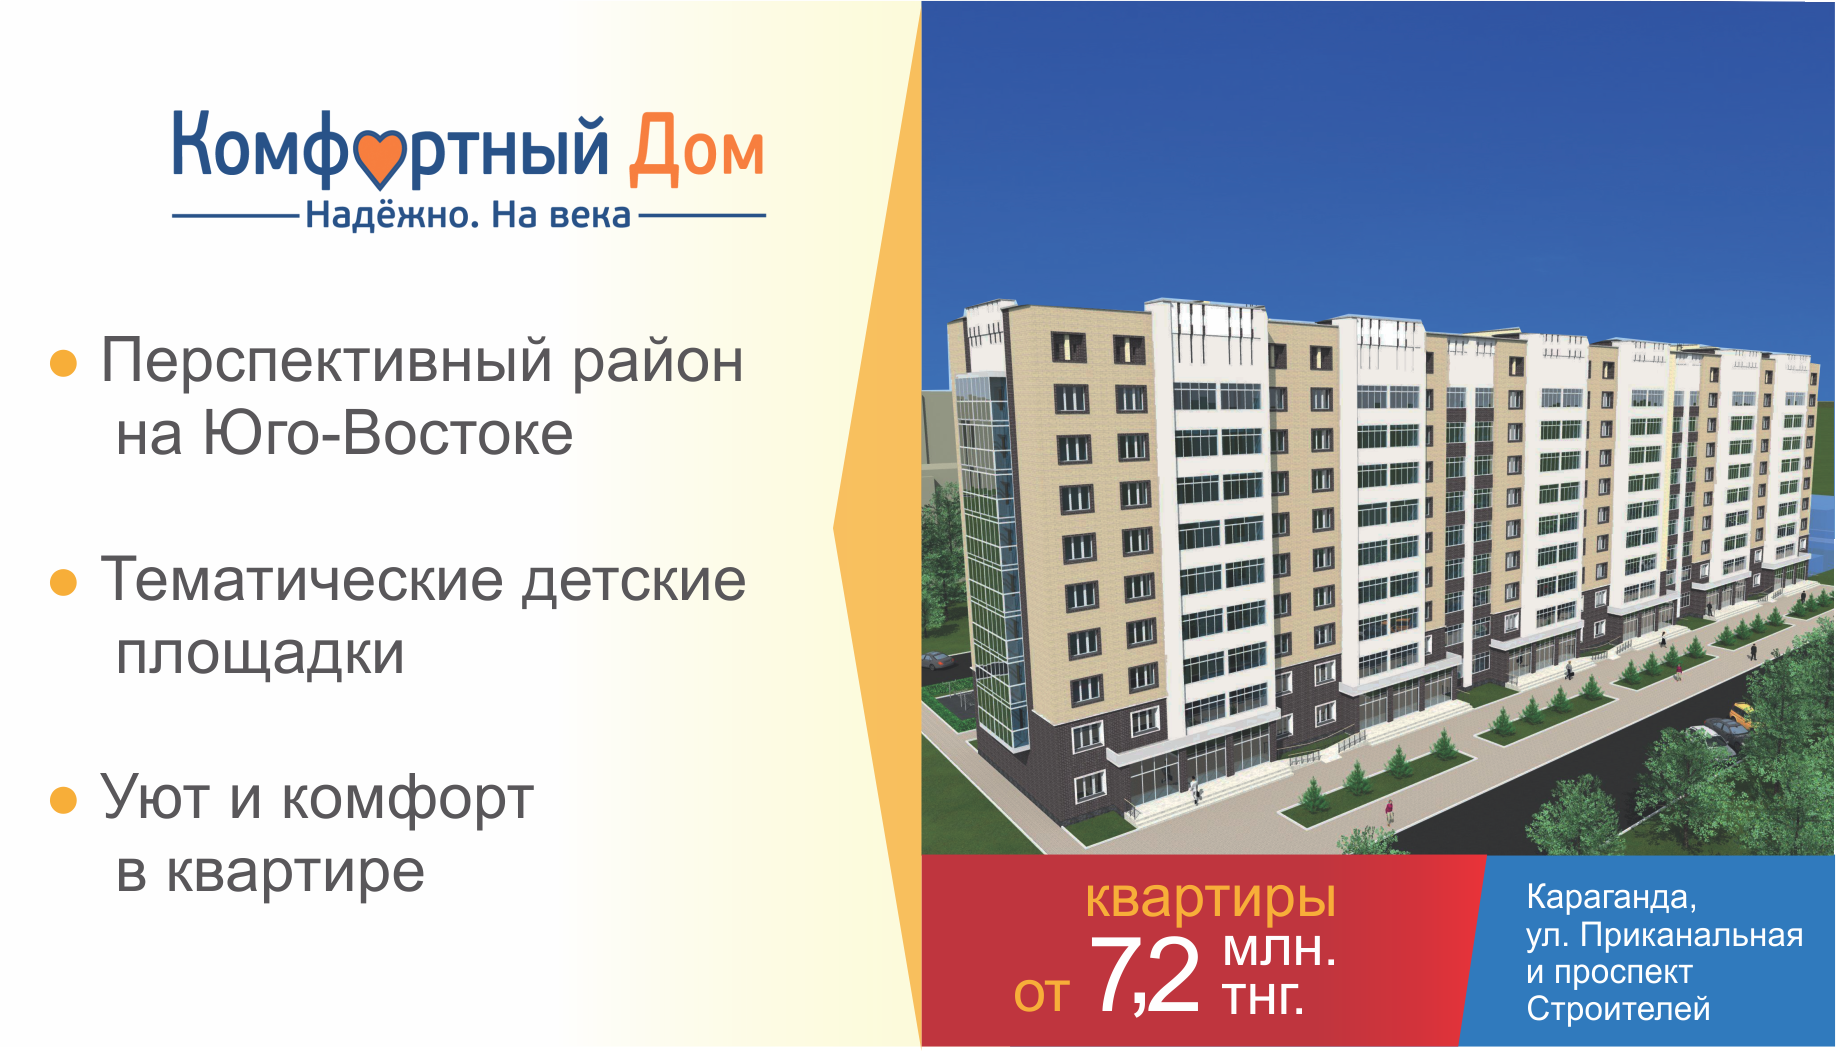 Комфортный Дом
Надёжно. На века
• Перспективный район
на Юго-Востоке
• Тематические детские
площадки
• Уют и комфорт
в квартире
квартиры
от 7,2 млн.
тнг.
Караганда,
ул. Приканальная
и проспект
Строителей